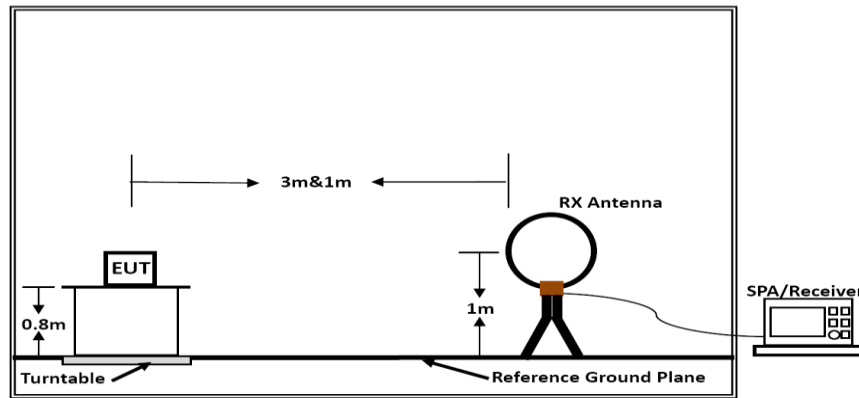 3m&1m
RX Antenna
EUT
SPA/Receiver
0.8m
1m
Turntable
Reference Ground Plane